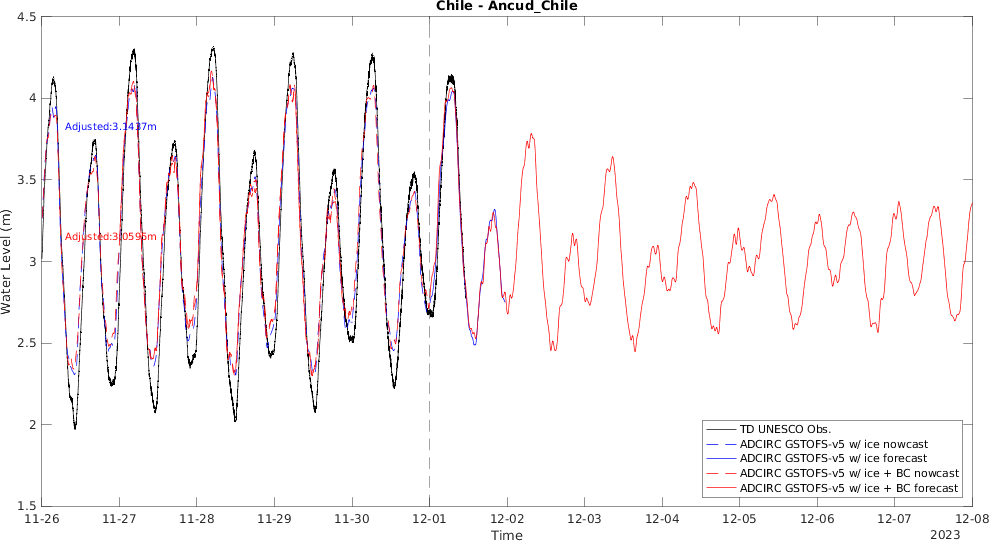 Chile - Ancud_Chile
4.5
4
3.5
3
2.5
2
1.5
Water Level (m)
Adjusted:3.1437m
Adjusted:3.0595m
TD UNESCO Obs.
ADCIRC GSTOFS-v5 w/ ice nowcast
ADCIRC GSTOFS-v5 w/ ice forecast
ADCIRC GSTOFS-v5 w/ ice + BC nowcast
ADCIRC GSTOFS-v5 w/ ice + BC forecast
11-26 11-27 11-28 11-29 11-30 12-01 12-02 12-03 12-04 12-05 12-06 12-07 12-08
Time
2023